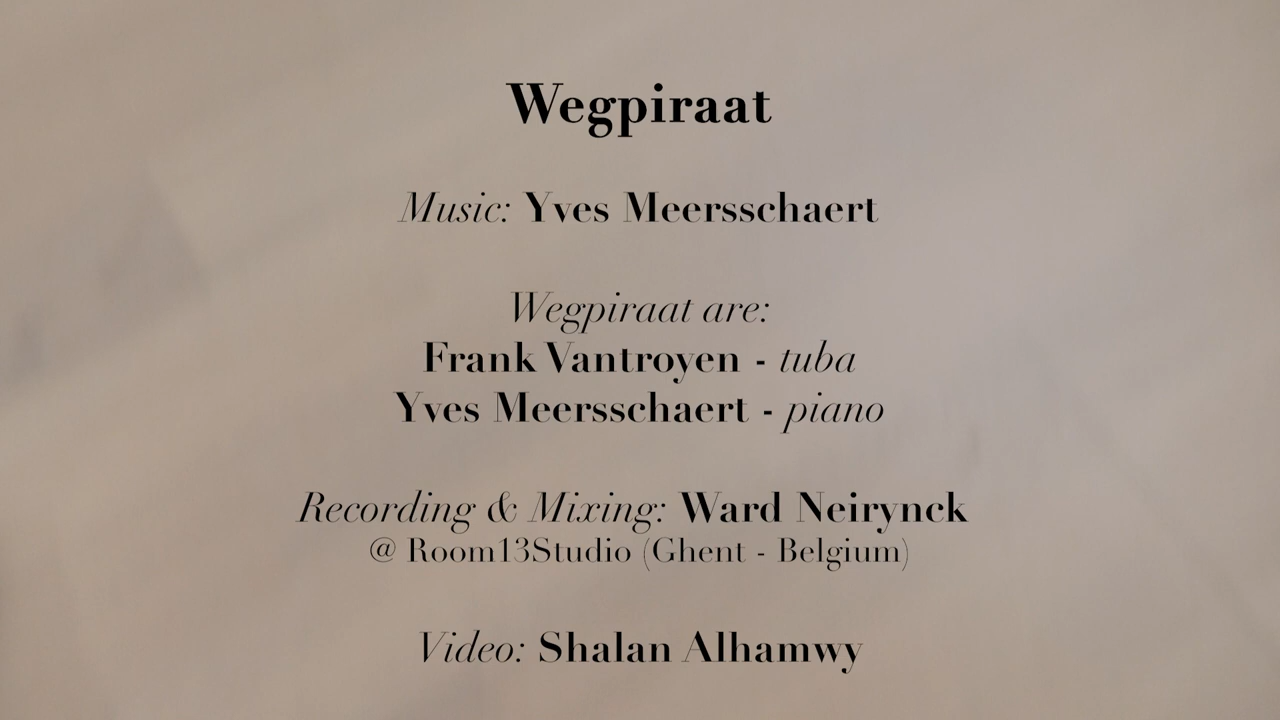 Wegpiraat
Music: Yves Meersschaert
Wegpiraat are:
Frank Vantroyen - tuba
Yves Meersschaert - piano
Recording & Mixing: Ward Neirynck
@ Room13Studio (Ghent - Belgium)
Video: Shalan Alhamwy